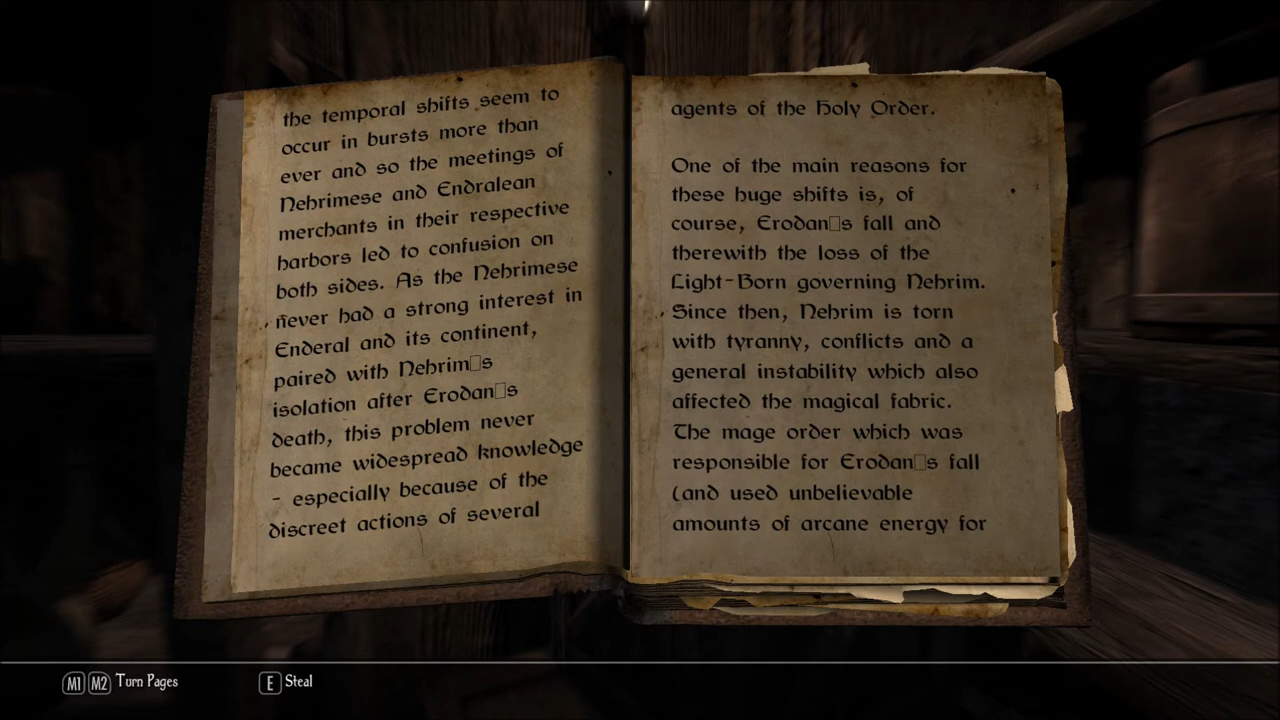 the temporal shifts seem to
occur in bursts more than
ever and so the meetings of
Nehrimese and Endralean
merchants in their respective
harbors led to confusion on
both sides. As the Nehrimese
never had a strong interest in
Enderal and its continent,
paired with Nehrim□s
isolation after Erodan□s
death, this problem never
became widespread knowledge
- especially because of the
discreet actions of several
agents of the Holy Order.
One of the main reasons for
these huge shifts is, of
course, Erodan□s fall and
therewith the loss of the
Light-Born governing Nehrim.
Since then, Nehrim is torn
with tyranny, conflicts and a
general instability which also
affected the magical fabric.
The mage order which was
responsible for Erodan□s fall
(and used unbelievable
amounts of arcane energy for
M1 M2 Turn Pages
E Steal